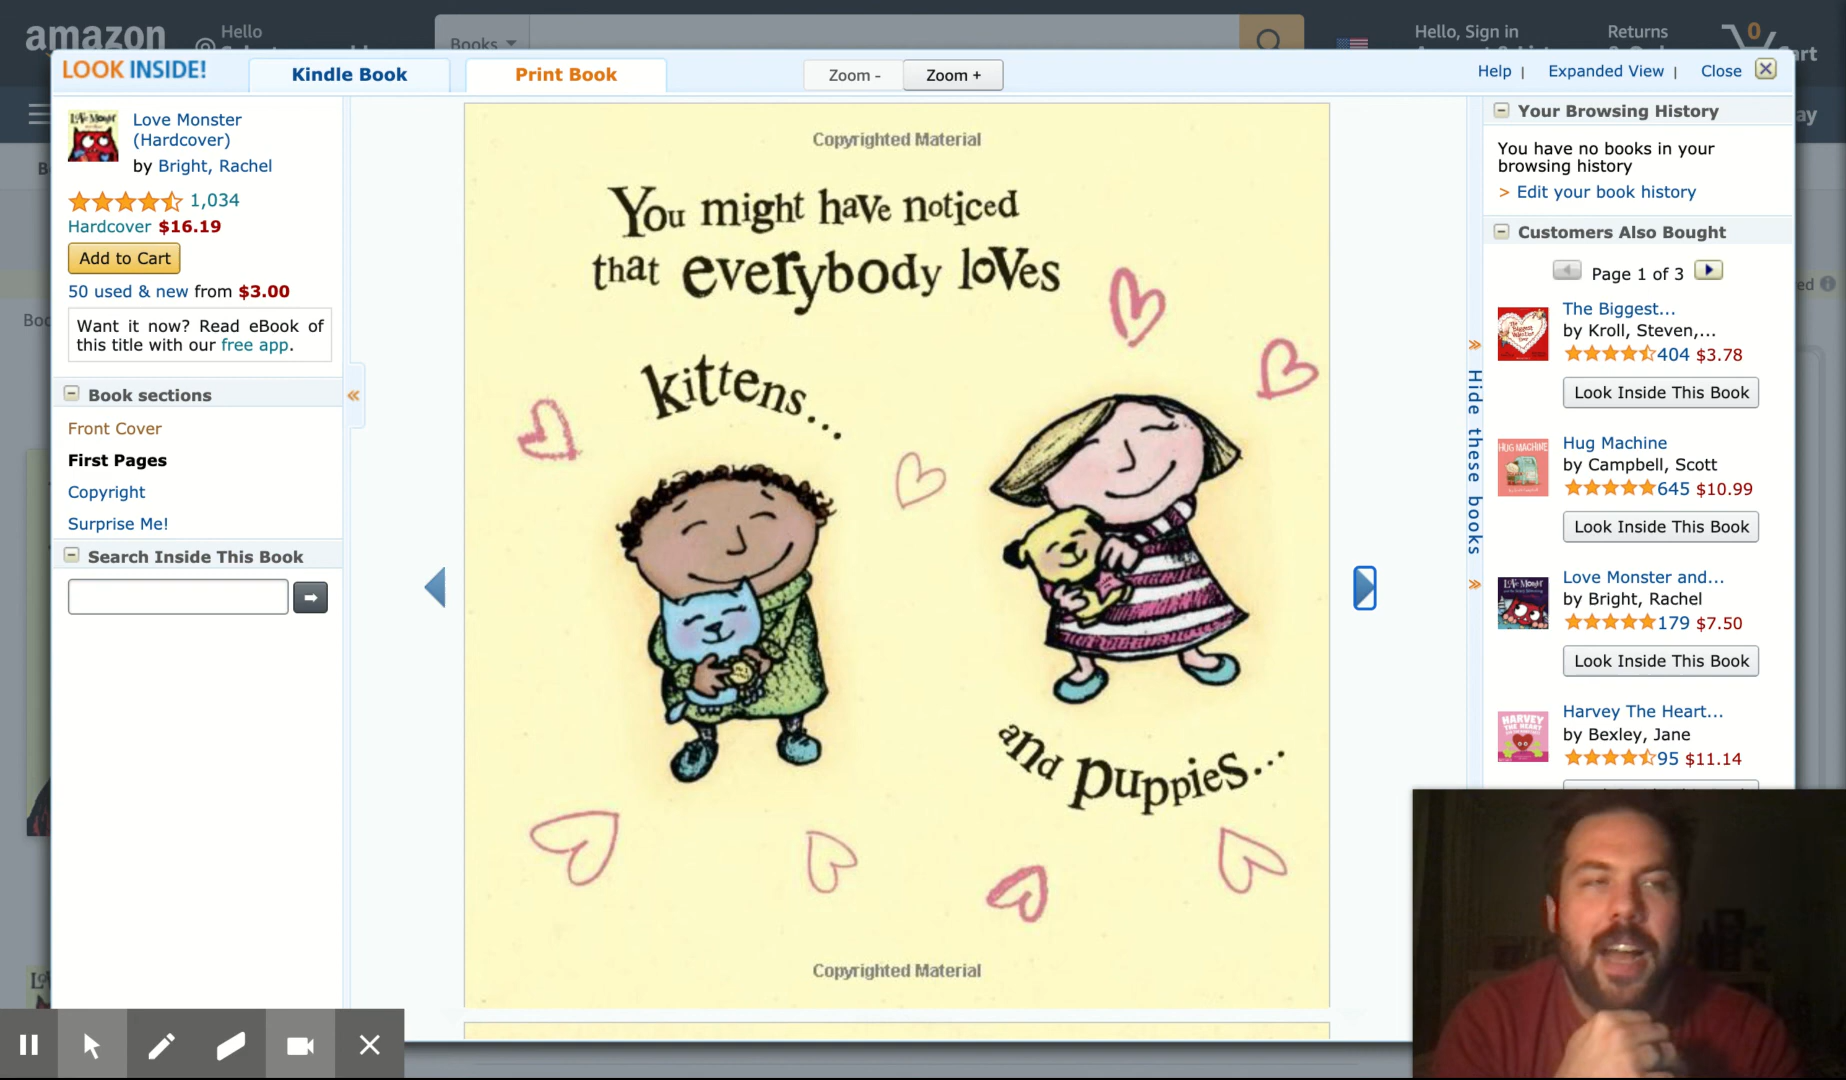 amazon
Hello
Books
Hello, Sign in
Returns
0
LOOK INSIDE!
Kindle Book
Print Book
Zoom -
Zoom +
Help |
Expanded View |
Close
Love Monster
(Hardcover)
by Bright, Rachel
1,034
Hardcover $16.19
Add to Cart
50 used & new from $3.00
Want it now? Read eBook of
this title with our free app.
Book sections
Front Cover
First Pages
Copyright
Surprise Me!
Search Inside This Book
Copyrighted Material
You might have noticed
that everybody loves
kittens...
and puppies...
Copyrighted Material
Hide these books
Your Browsing History
You have no books in your
browsing history
> Edit your book history
Customers Also Bought
Page 1 of 3
The Biggest...
by Kroll, Steven,...
404 $3.78
Look Inside This Book
HUG MACHINE
Hug Machine
by Campbell, Scott
645 $10.99
Look Inside This Book
Love Monster and...
by Bright, Rachel
179 $7.50
Look Inside This Book
HARVEY
THE HEART
Harvey The Heart...
by Bexley, Jane
95 $11.14